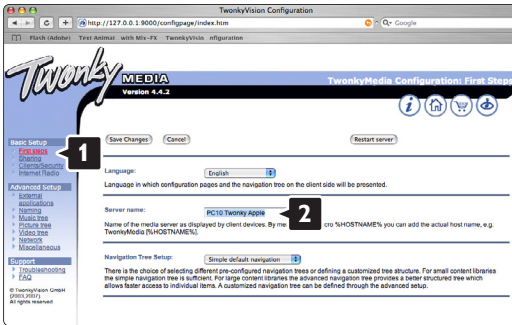 TwonkyVision Configuration
http://127.0.0.1:9000/configpage/index.htm
Google
Flash (Adobe) Text Animat with Mix-FX TwonkyVisio nfiguration
Twonky MEDIA
Version 4.4.2
TwonkyMedia Configuration: First Steps
Save Changes Cancel Restart server
Basic Setup
First steps
Sharing
Clients/Security
Internet Radio
1
Language: English
Language in which configuration pages and the navigation tree on the client side will be presented.
Advanced Setup
External
applications
Naming
Music tree
Picture tree
Video tree
Network
Miscellaneous
Server name: PC10 Twonky Apple
2
Name of the media server as displayed by client devices. By me cro %HOSTNAME% you can add the actual host name, e.g.
TwonkyMedia [%HOSTNAME%].
Navigation Tree Setup: Simple default navigation
There is the choice of selecting different pre-configured navigation trees or defining a customized tree structure. For small content libraries
the simple navigation tree is sufficient. For large content libraries the advanced navigation tree provides a better structured tree which
allows faster access to individual items. A customized navigation tree can be defined through the advanced setup.
Support
Troubleshooting
FAQ
© TwonkyVision GmbH
(2003,2007)
All rights reserved